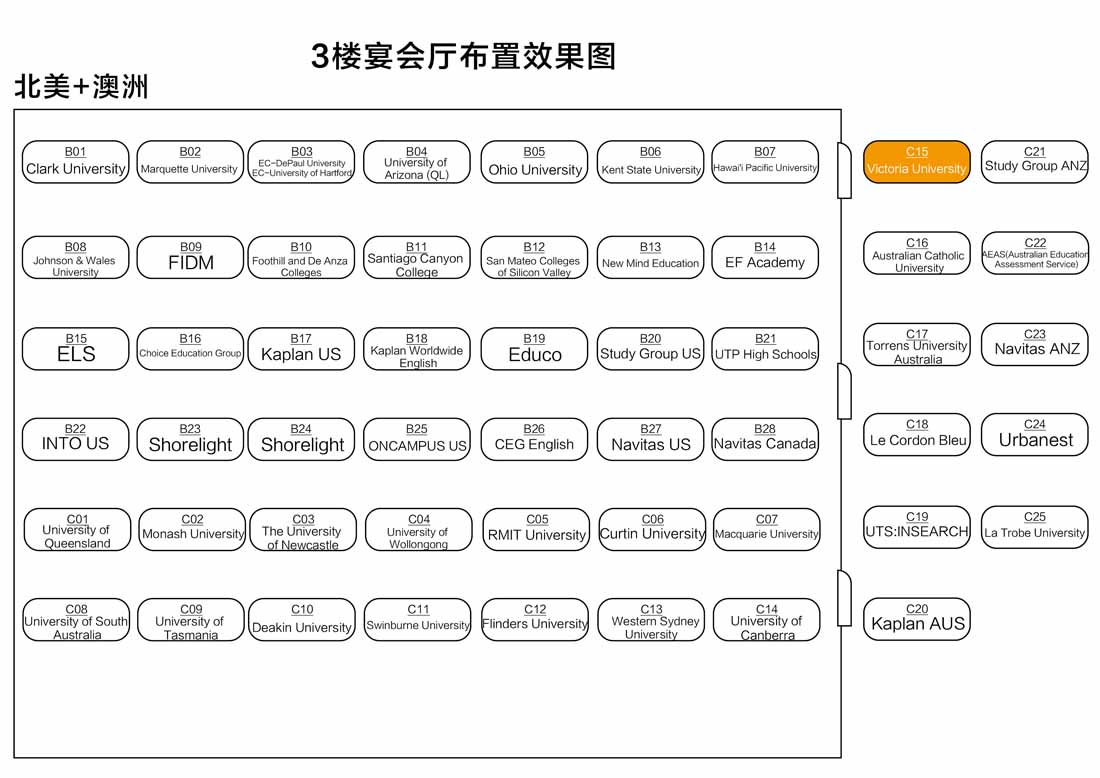 3楼宴会厅布置效果图
北美+澳洲
B01
Clark University
B02
Marquette University
B03
EC-DePaul University
EC-University of Hartford
B04
University of
Arizona (QL)
B05
Ohio University
B06
Kent State University
B07
Hawai'i Pacific University
C15
Victoria University
C21
Study Group ANZ
B08
Johnson & Wales
University
B09
FIDM
B10
Foothill and De Anza
Colleges
B11
Santiago Canyon
College
B12
San Mateo Colleges
of Silicon Valley
B13
New Mind Education
B14
EF Academy
C16
Australian Catholic
University
C22
AEAS(Australian Education
Assessment Service)
B15
ELS
B16
Choice Education Group
B17
Kaplan US
B18
Kaplan Worldwide
English
B19
Educo
B20
Study Group US
B21
UTP High Schools
C17
Torrens University
Australia
C23
Navitas ANZ
B22
INTO US
B23
Shorelight
B24
Shorelight
B25
ONCAMPUS US
B26
CEG English
B27
Navitas US
B28
Navitas Canada
C18
Le Cordon Bleu
C24
Urbanest
C01
University of
Queensland
C02
Monash University
C03
The University
of Newcastle
C04
University of
Wollongong
C05
RMIT University
C06
Curtin University
C07
Macquarie University
C19
UTS:INSEARCH
C25
La Trobe University
C08
University of South
Australia
C09
University of
Tasmania
C10
Deakin University
C11
Swinburne University
C12
Flinders University
C13
Western Sydney
University
C14
University of
Canberra
C20
Kaplan AUS